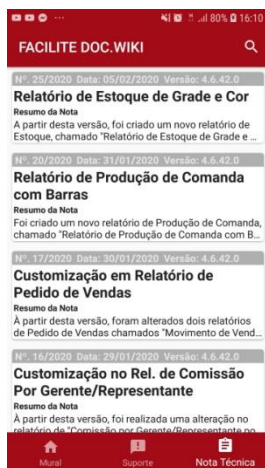 16:10
80%
FACILITE DOC.WIKI
Nº. 25/2020 Data: 05/02/2020 Versão: 4.6.42.0
Relatório de Estoque de Grade e Cor
Resumo da Nota
A partir desta versão, foi criado um novo relatório de
Estoque, chamado "Relatório de Estoque de Grade e ...
Nº. 20/2020 Data: 31/01/2020 Versão: 4.6.42.0
Relatório de Produção de Comanda
com Barras
Resumo da Nota
Foi criado um novo relatório de Produção de Comanda,
chamado "Relatório de Produção de Comanda com B...
Nº. 17/2020 Data: 30/01/2020 Versão: 4.6.42.0
Customização em Relatório de
Pedido de Vendas
Resumo da Nota
À partir desta versão, foram alterados dois relatórios
de Pedido de Vendas chamados "Movimento de Vend...
Nº. 16/2020 Data: 29/01/2020 Versão: 4.6.42.0
Customização no Rel. de Comissão
Por Gerente/Representante
Resumo da Nota
À partir desta versão, foi realizada uma alteração no
relatório de "Comissão por Gerente/Representante no
Mural
Suporte
Nota Técnica